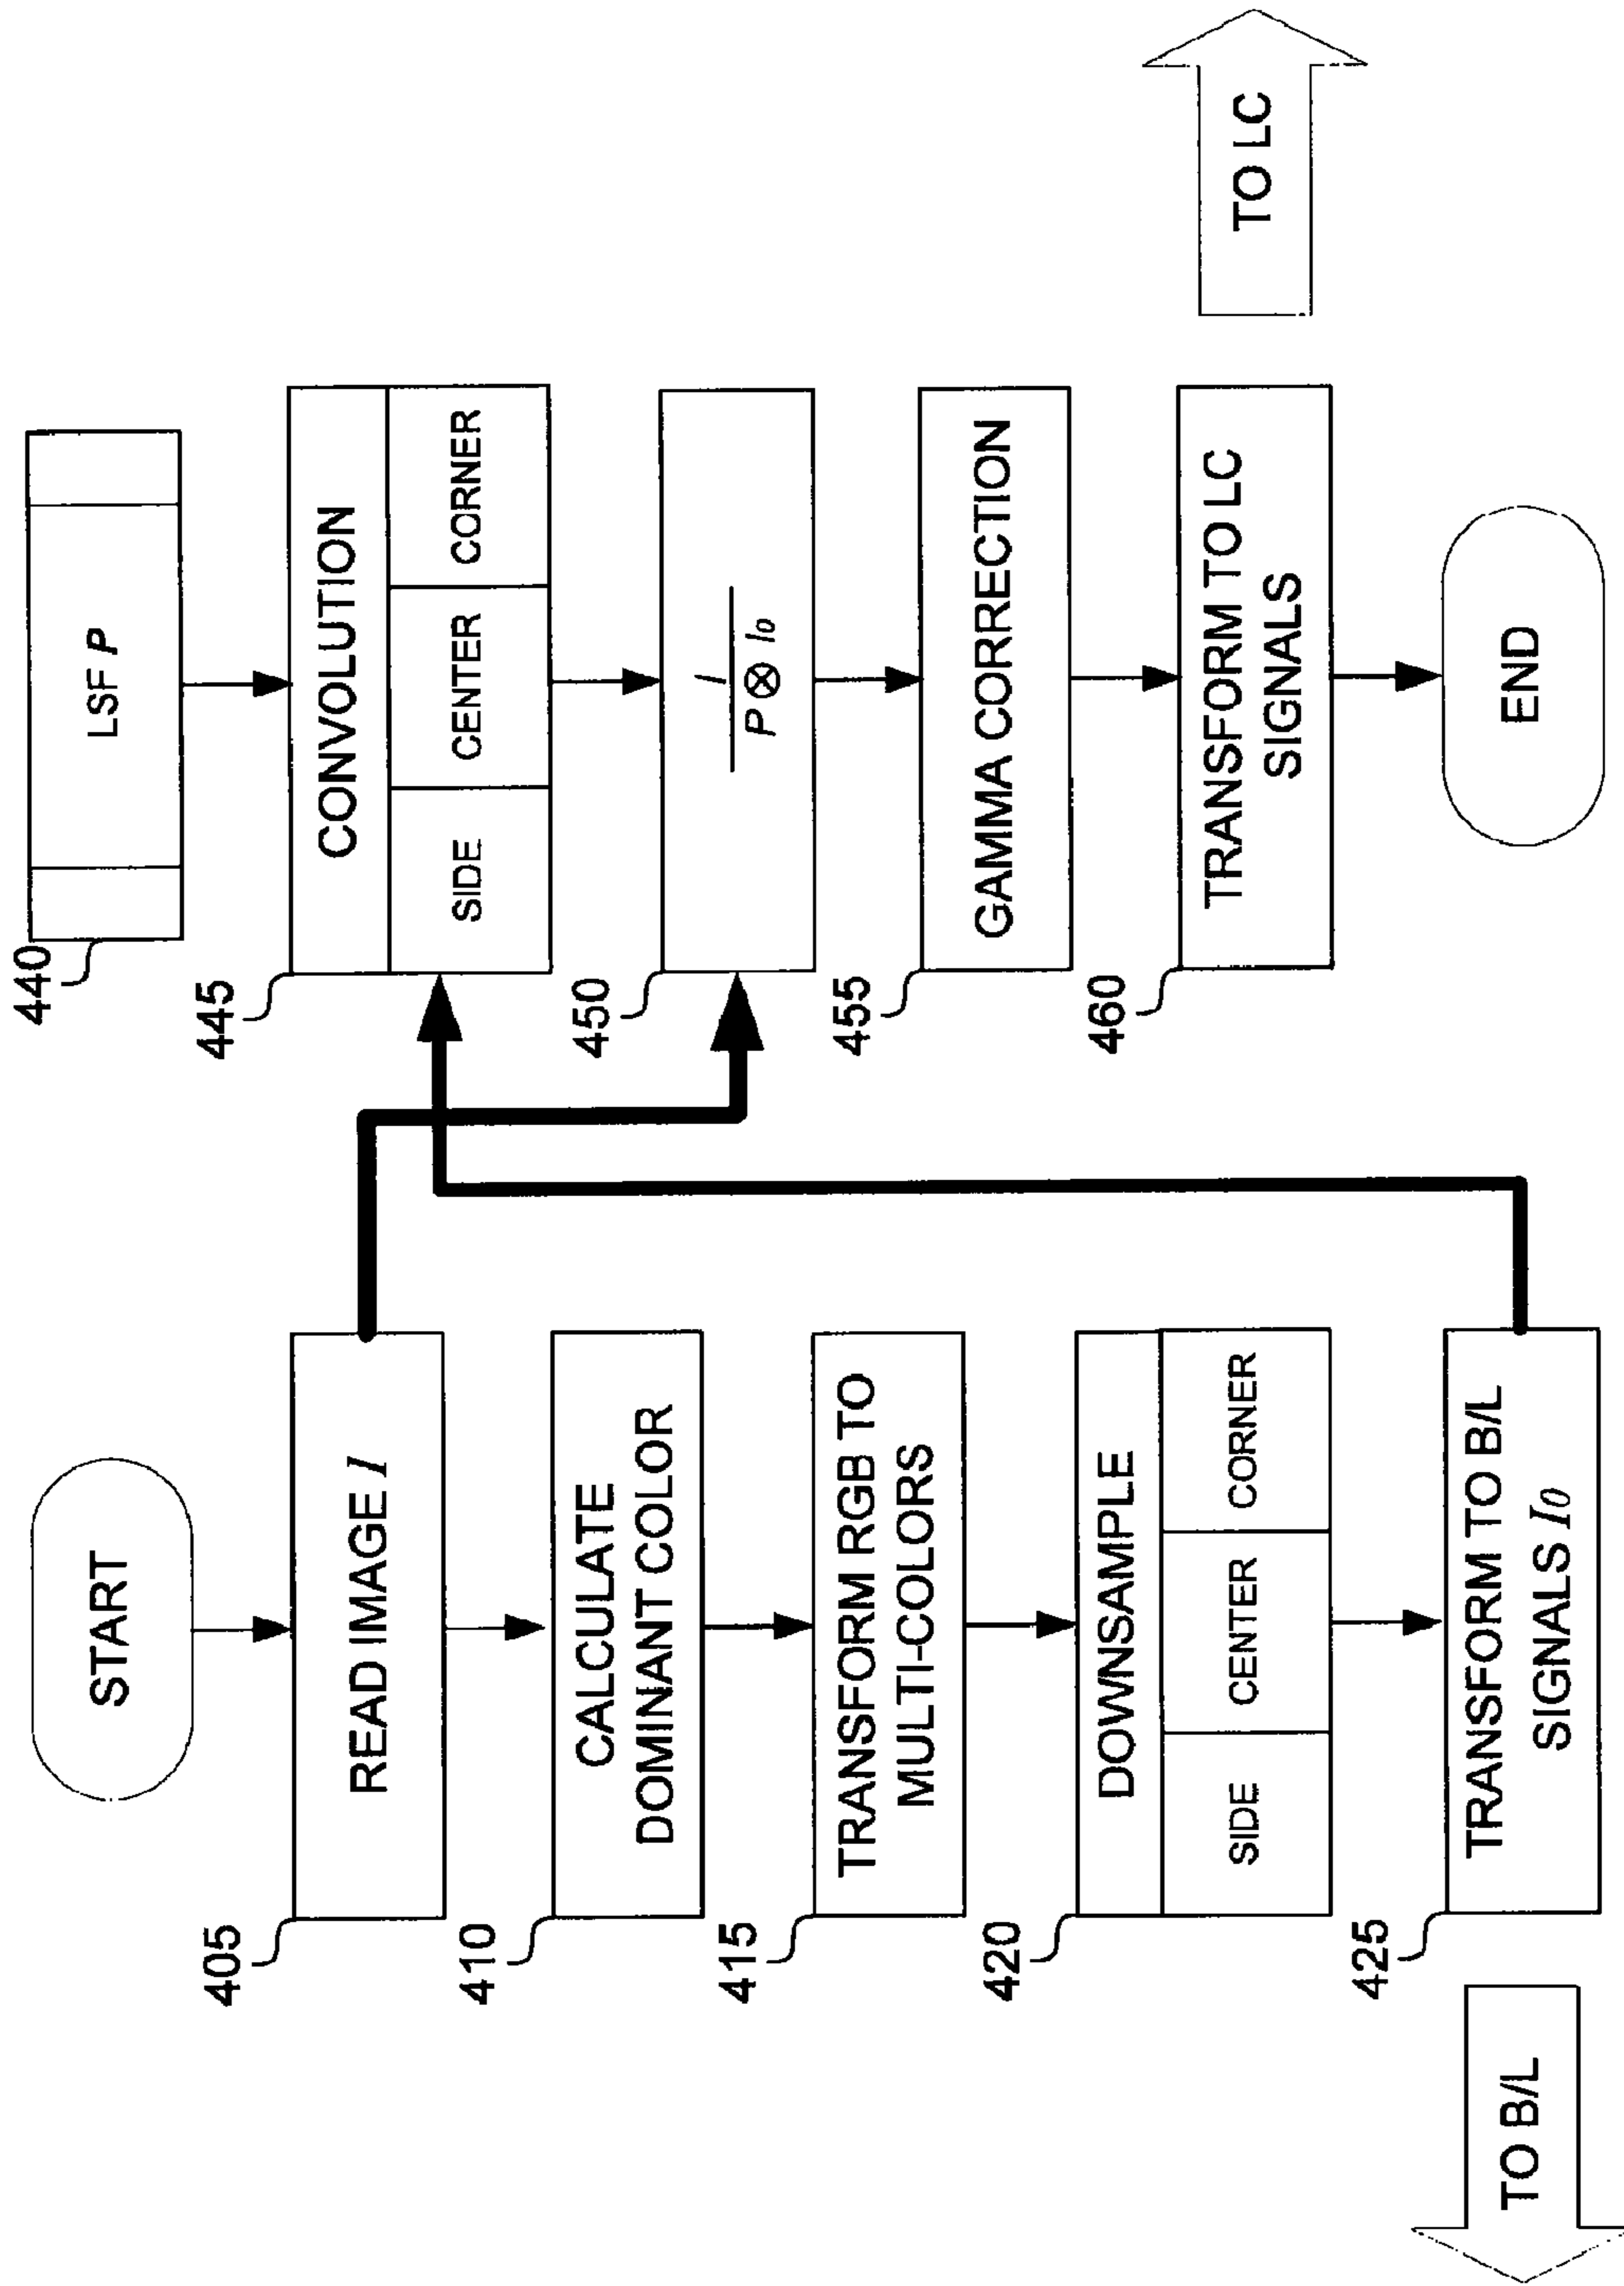 START
405
READ IMAGE I
410
CALCULATE
DOMINANT COLOR
415
TRANSFORM RGB TO
MULTI-COLORS
420
DOWNSAMPLE
SIDE CENTER CORNER
425
TRANSFORM TO B/L
SIGNALS I0
TO B/L
440
LSF P
445
CONVOLUTION
SIDE CENTER CORNER
450
I
P ⊗ I0
455
GAMMA CORRECTION
460
TRANSFORM TO LC
SIGNALS
END
TO LC